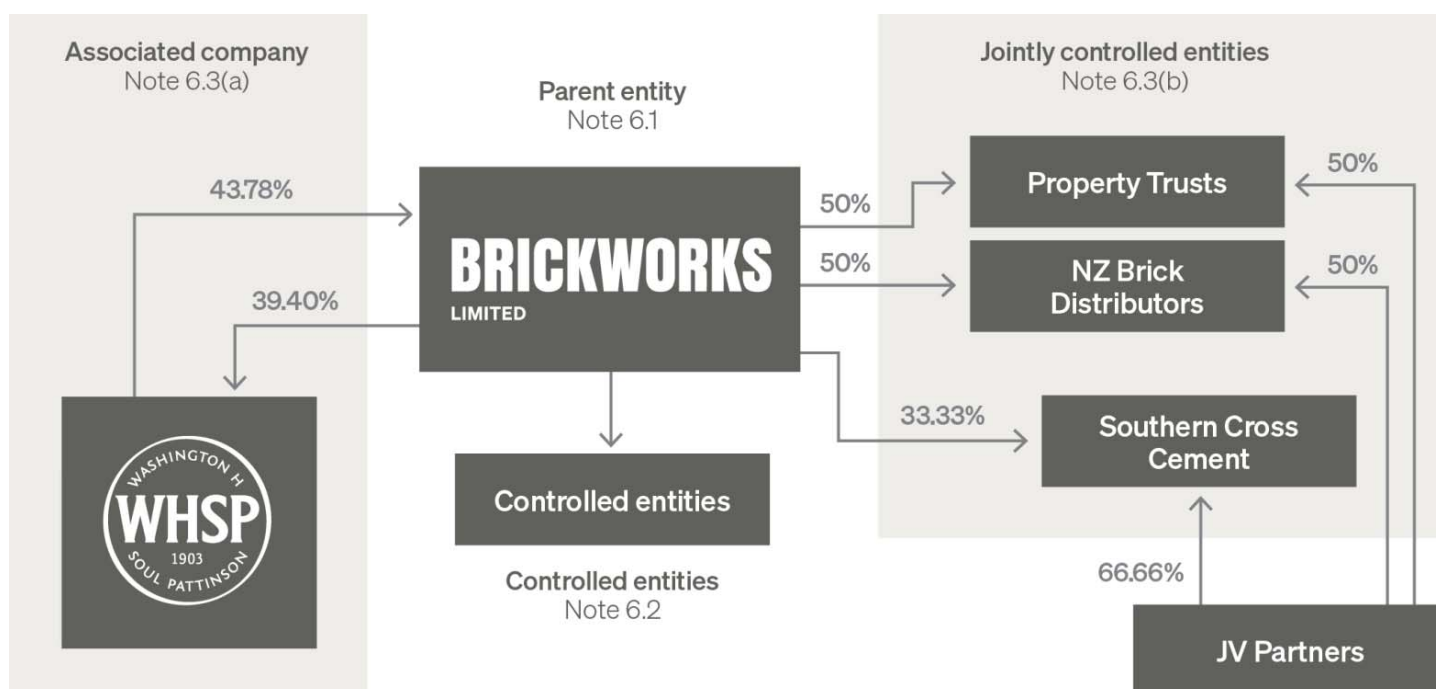 Associated company
Note 6.3(a)
43.78%
39.40%
WASHINGTON H
WHSP
1903
SOUL PATTINSON
Parent entity
Note 6.1
BRICKWORKS
LIMITED
Controlled entities
Controlled entities
Note 6.2
Jointly controlled entities
Note 6.3(b)
50%
Property Trusts
50%
50%
NZ Brick
Distributors
50%
33.33%
Southern Cross
Cement
66.66%
JV Partners